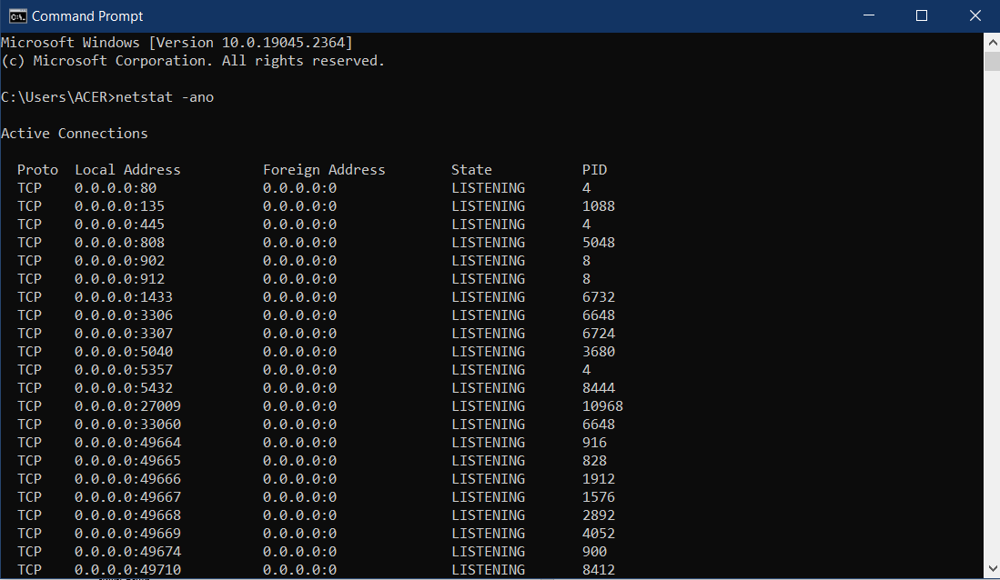 Command Prompt
Microsoft Windows [Version 10.0.19045.2364]
(c) Microsoft Corporation. All rights reserved.
C:\Users\ACER>netstat -ano
Active Connections
Proto  Local Address          Foreign Address        State           PID
TCP    0.0.0.0:80             0.0.0.0:0              LISTENING       4
TCP    0.0.0.0:135            0.0.0.0:0              LISTENING       1088
TCP    0.0.0.0:445            0.0.0.0:0              LISTENING       4
TCP    0.0.0.0:808            0.0.0.0:0              LISTENING       5048
TCP    0.0.0.0:902            0.0.0.0:0              LISTENING       8
TCP    0.0.0.0:912            0.0.0.0:0              LISTENING       8
TCP    0.0.0.0:1433           0.0.0.0:0              LISTENING       6732
TCP    0.0.0.0:3306           0.0.0.0:0              LISTENING       6648
TCP    0.0.0.0:3307           0.0.0.0:0              LISTENING       6724
TCP    0.0.0.0:5040           0.0.0.0:0              LISTENING       3680
TCP    0.0.0.0:5357           0.0.0.0:0              LISTENING       4
TCP    0.0.0.0:5432           0.0.0.0:0              LISTENING       8444
TCP    0.0.0.0:27009          0.0.0.0:0              LISTENING       10968
TCP    0.0.0.0:33060          0.0.0.0:0              LISTENING       6648
TCP    0.0.0.0:49664          0.0.0.0:0              LISTENING       916
TCP    0.0.0.0:49665          0.0.0.0:0              LISTENING       828
TCP    0.0.0.0:49666          0.0.0.0:0              LISTENING       1912
TCP    0.0.0.0:49667          0.0.0.0:0              LISTENING       1576
TCP    0.0.0.0:49668          0.0.0.0:0              LISTENING       2892
TCP    0.0.0.0:49669          0.0.0.0:0              LISTENING       4052
TCP    0.0.0.0:49674          0.0.0.0:0              LISTENING       900
TCP    0.0.0.0:49710          0.0.0.0:0              LISTENING       8412